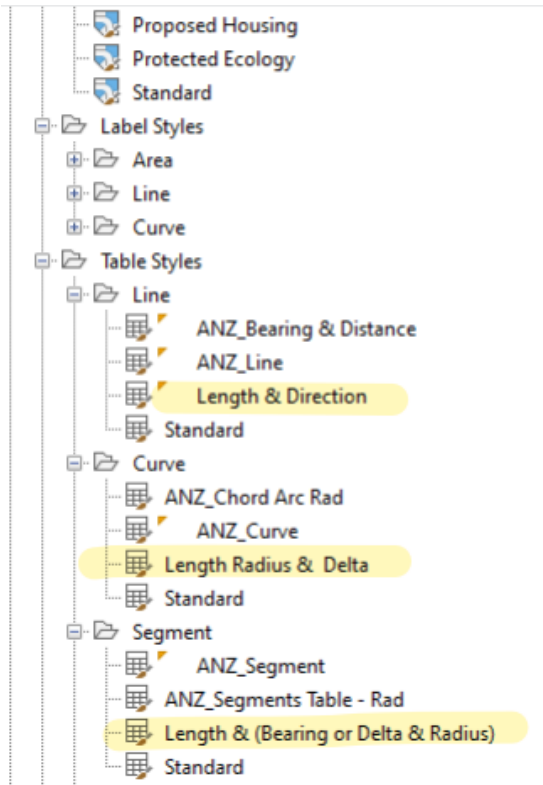 Proposed Housing
Protected Ecology
Standard
Label Styles
Area
Line
Curve
Table Styles
Line
ANZ_Bearing & Distance
ANZ_Line
Length & Direction
Standard
Curve
ANZ_Chord Arc Rad
ANZ_Curve
Length Radius &  Delta
Standard
Segment
ANZ_Segment
ANZ_Segments Table - Rad
Length & (Bearing or Delta & Radius)
Standard